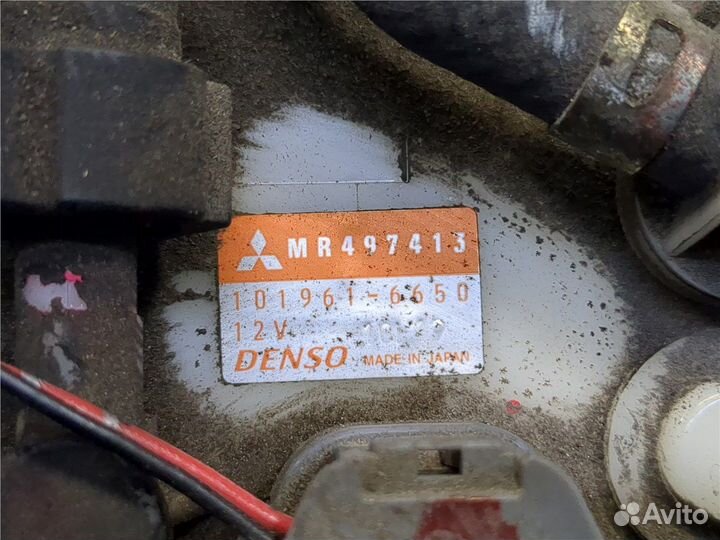 MR497413
101961-6650
12V
DENSO MADE IN JAPAN
Avito